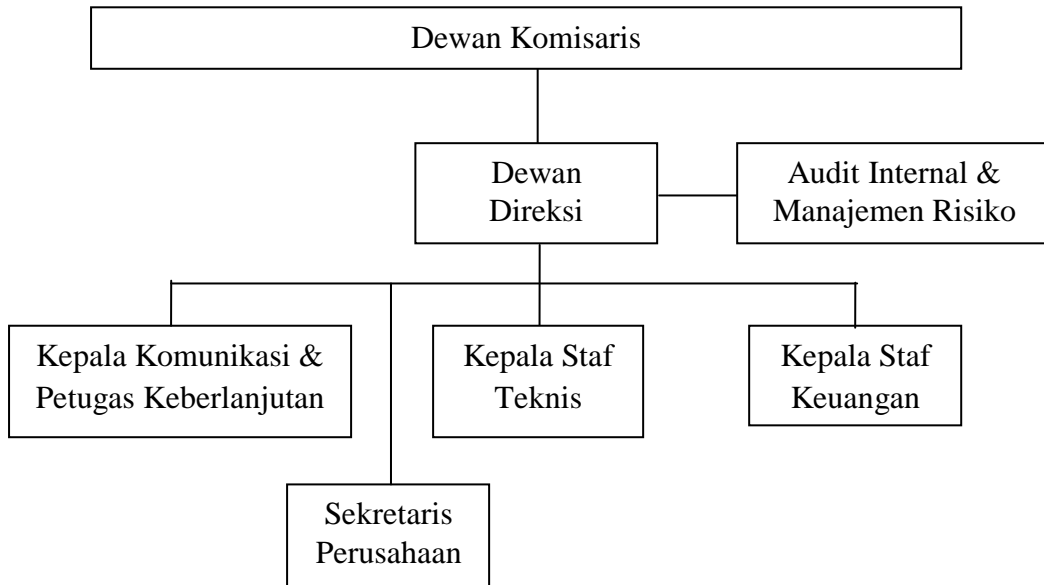 Dewan Komisaris
Dewan
Direksi
Audit Internal &
Manajemen Risiko
Kepala Komunikasi &
Petugas Keberlanjutan
Kepala Staf
Teknis
Kepala Staf
Keuangan
Sekretaris
Perusahaan